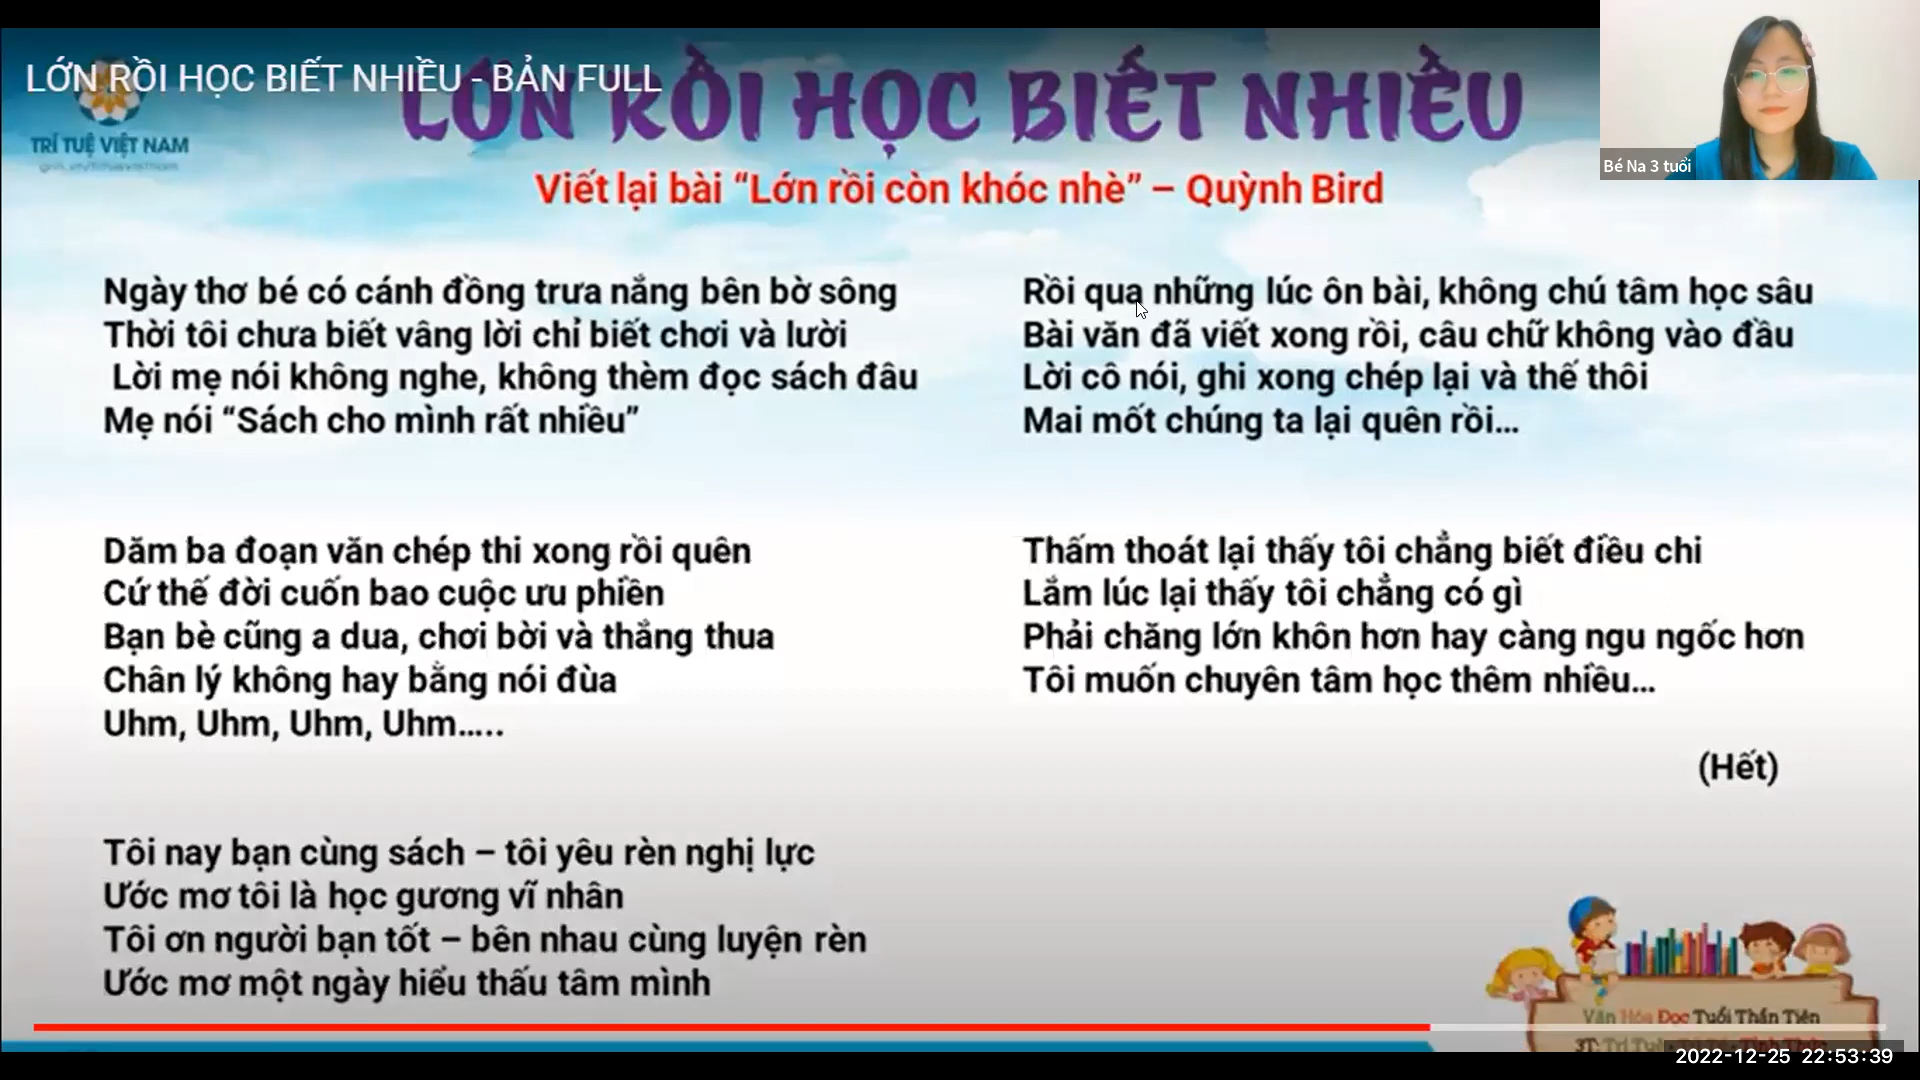 LỚN RỒI HỌC BIẾT NHIỀU - BẢN FULL
LỚN RỒI HỌC BIẾT NHIỀU
TRÍ TUỆ VIỆT NAM
Bé Na 3 tuổi
Viết lại bài “Lớn rồi còn khóc nhè” – Quỳnh Bird
Ngày thơ bé có cánh đồng trưa nắng bên bờ sông
Thời tôi chưa biết vâng lời chỉ biết chơi và lười
Lời mẹ nói không nghe, không thèm đọc sách đâu
Mẹ nói “Sách cho mình rất nhiều”
Dăm ba đoạn văn chép thi xong rồi quên
Cứ thế đời cuốn bao cuộc ưu phiền
Bạn bè cũng a dua, chơi bời và thắng thua
Chân lý không hay bằng nói đùa
Uhm, Uhm, Uhm, Uhm.....
Tôi nay bạn cùng sách – tôi yêu rèn nghị lực
Ước mơ tôi là học gương vĩ nhân
Tôi ơn người bạn tốt – bên nhau cùng luyện rèn
Ước mơ một ngày hiểu thấu tâm mình
Rồi qua những lúc ôn bài, không chú tâm học sâu
Bài văn đã viết xong rồi, câu chữ không vào đầu
Lời cô nói, ghi xong chép lại và thế thôi
Mai mốt chúng ta lại quên rồi...
Thấm thoát lại thấy tôi chẳng biết điều chi
Lắm lúc lại thấy tôi chẳng có gì
Phải chăng lớn khôn hơn hay càng ngu ngốc hơn
Tôi muốn chuyên tâm học thêm nhiều...
(Hết)
Văn Hóa Đọc Tuổi Thần Tiên
2022-12-25 22:53:39